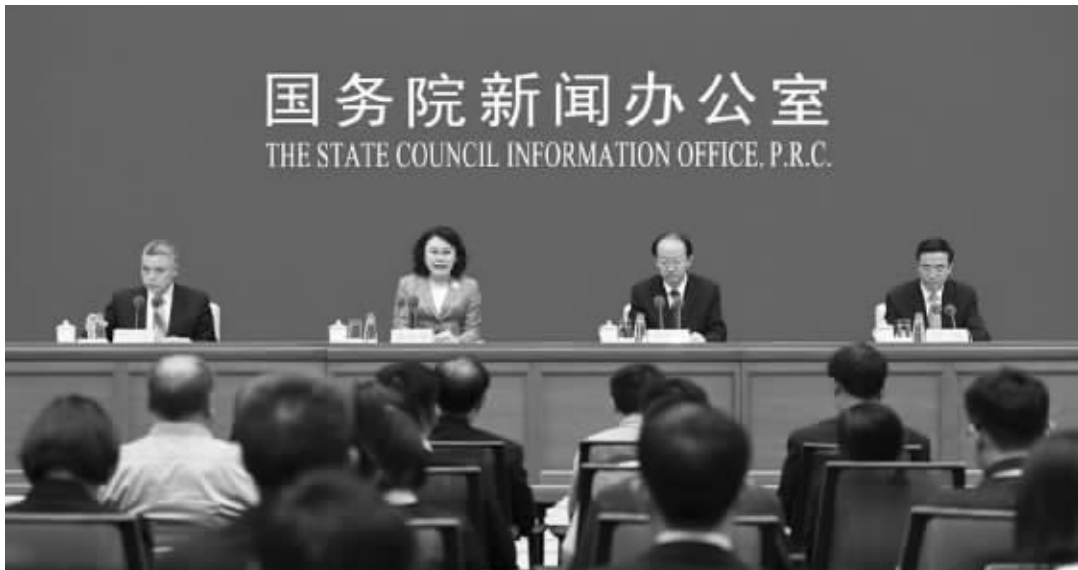 国务院新闻办公室
THE STATE COUNCIL INFORMATION OFFICE, P.R.C.